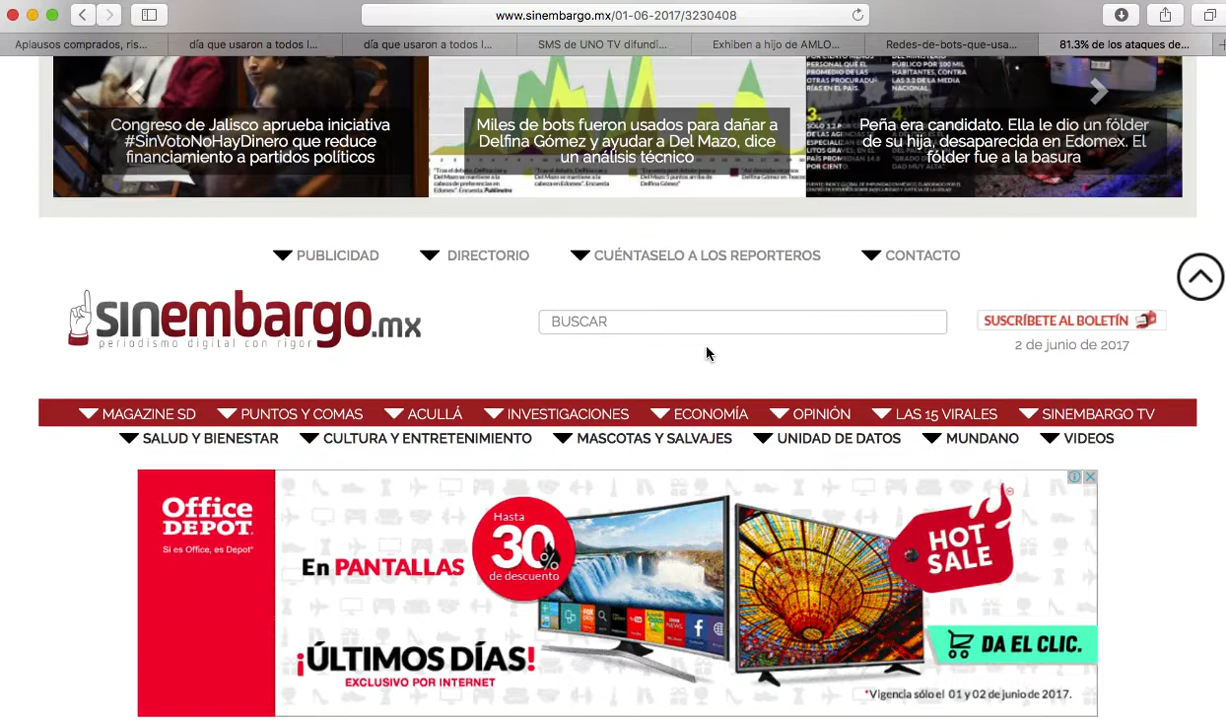 www.sinembargo.mx/01-06-2017/3230408
Aplausos comprados, ris...
día que usaron a todos l...
día que usaron a todos l...
SMS de UNO TV difundi...
Exhiben a hijo de AMLO...
Redes-de-bots-que-usa...
81.3% de los ataques de...
Congreso de Jalisco aprueba iniciativa
#SinVotoNoHayDinero que reduce
financiamiento a partidos políticos
Miles de bots fueron usados para dañar a
Delfina Gómez y ayudar a Del Mazo, dice
un análisis técnico
Peña era candidato. Ella le dio un fólder
de su hija, desaparecida en Edomex. El
fólder fue a la basura
PUBLICIDAD
DIRECTORIO
CUÉNTASELO A LOS REPORTEROS
CONTACTO
sinembargo.mx
periodismo digital con rigor
BUSCAR
SUSCRÍBETE AL BOLETÍN
2 de junio de 2017
MAGAZINE SD
PUNTOS Y COMAS
ACULLÁ
INVESTIGACIONES
ECONOMÍA
OPINIÓN
LAS 15 VIRALES
SINEMBARGO TV
SALUD Y BIENESTAR
CULTURA Y ENTRETENIMIENTO
MASCOTAS Y SALVAJES
UNIDAD DE DATOS
MUNDANO
VIDEOS
Office
DEPOT
Si es Office, es Depot
En PANTALLAS
Hasta
30%
de descuento
HOT
SALE
¡ÚLTIMOS DÍAS!
EXCLUSIVO POR INTERNET
DA EL CLIC.
*Vigencia sólo el 01 y 02 de junio de 2017.